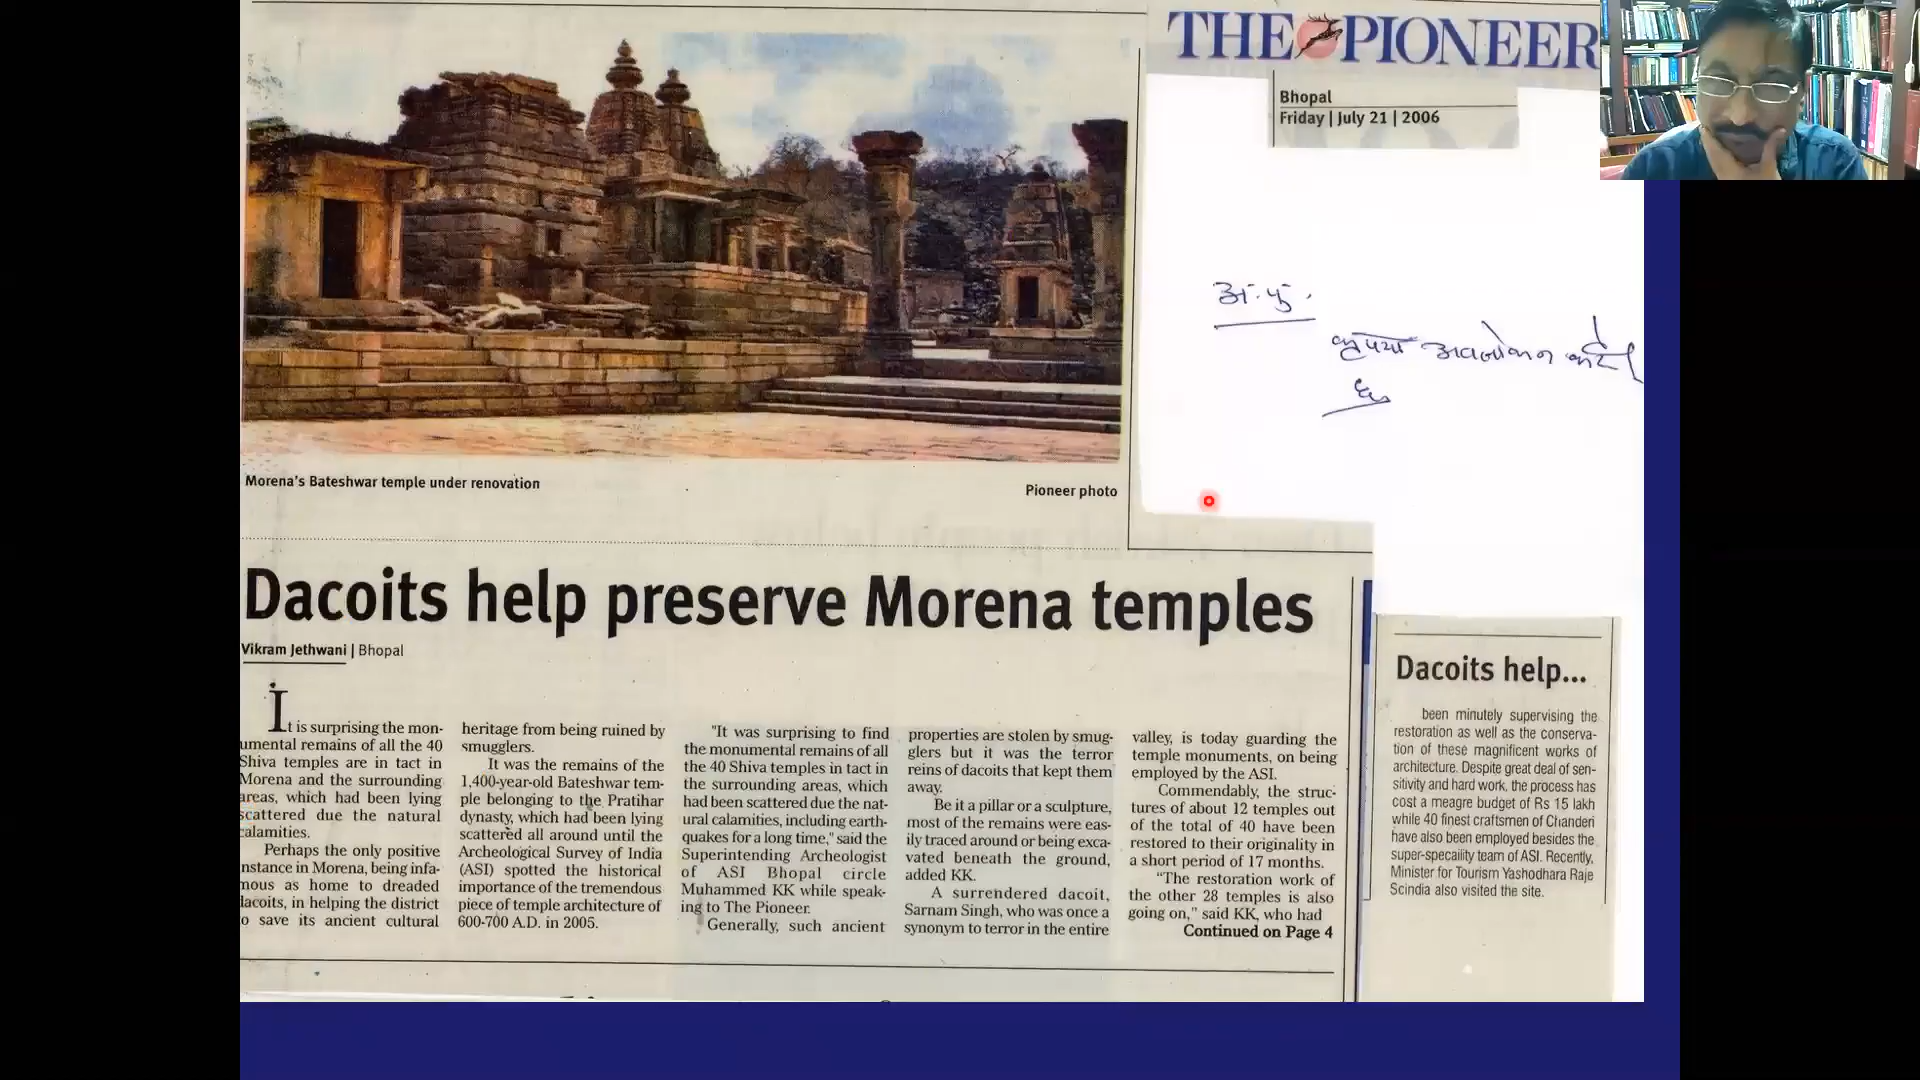 THE PIONEER
Bhopal
Friday | July 21 | 2006
कृपया अवलोकन करें
Morena's Bateshwar temple under renovation
Pioneer photo
Dacoits help preserve Morena temples
Vikram Jethwani | Bhopal
It is surprising the mon-
umental remains of all the 40
Shiva temples are in tact in
Morena and the surrounding
areas, which had been lying
scattered due the natural
calamities.
Perhaps the only positive
nstance in Morena, being infa-
mous as home to dreaded
dacoits, in helping the district
o save its ancient cultural
heritage from being ruined by
smugglers.
It was the remains of the
1,400-year-old Bateshwar tem-
ple belonging to the Pratihar
dynasty, which had been lying
scattered all around until the
Archeological Survey of India
(ASI) spotted the historical
importance of the tremendous
piece of temple architecture of
600-700 A.D. in 2005.
"It was surprising to find
the monumental remains of all
the 40 Shiva temples in tact in
the surrounding areas, which
had been scattered due the nat-
ural calamities, including earth-
quakes for a long time," said the
Superintending Archeologist
of ASI Bhopal circle
Muhammed KK while speak-
ing to The Pioneer.
Generally, such ancient
properties are stolen by smug-
glers but it was the terror
reins of dacoits that kept them
away.
Be it a pillar or a sculpture,
most of the remains were eas-
ily traced around or being exca-
vated beneath the ground,
added KK.
A surrendered dacoit,
Sarnam Singh, who was once a
synonym to terror in the entire
valley, is today guarding the
temple monuments, on being
employed by the ASI.
Commendably, the struc-
tures of about 12 temples out
of the total of 40 have been
restored to their originality in
a short period of 17 months.
"The restoration work of
the other 28 temples is also
going on," said KK, who had
Continued on Page 4
Dacoits help...
been minutely supervising the
restoration as well as the conserva-
tion of these magnificent works of
architecture. Despite great deal of sen-
sitivity and hard work, the process has
cost a meagre budget of Rs 15 lakh
while 40 finest craftsmen of Chanderi
have also been employed besides the
super-specaility team of ASI. Recently,
Minister for Tourism Yashodhara Raje
Scindia also visited the site.